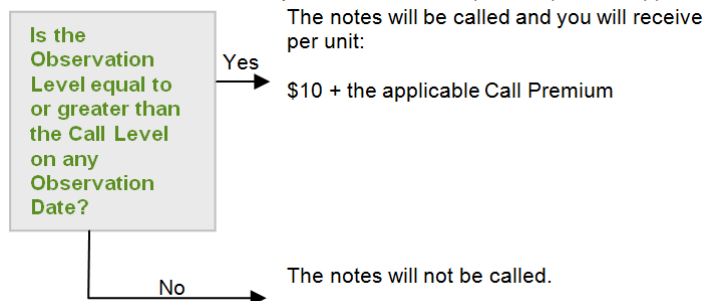 Is the
Observation
Level equal to
or greater than
the Call Level
on any
Observation
Date?
Yes
The notes will be called and you will receive
per unit:
$10 + the applicable Call Premium
No
The notes will not be called.